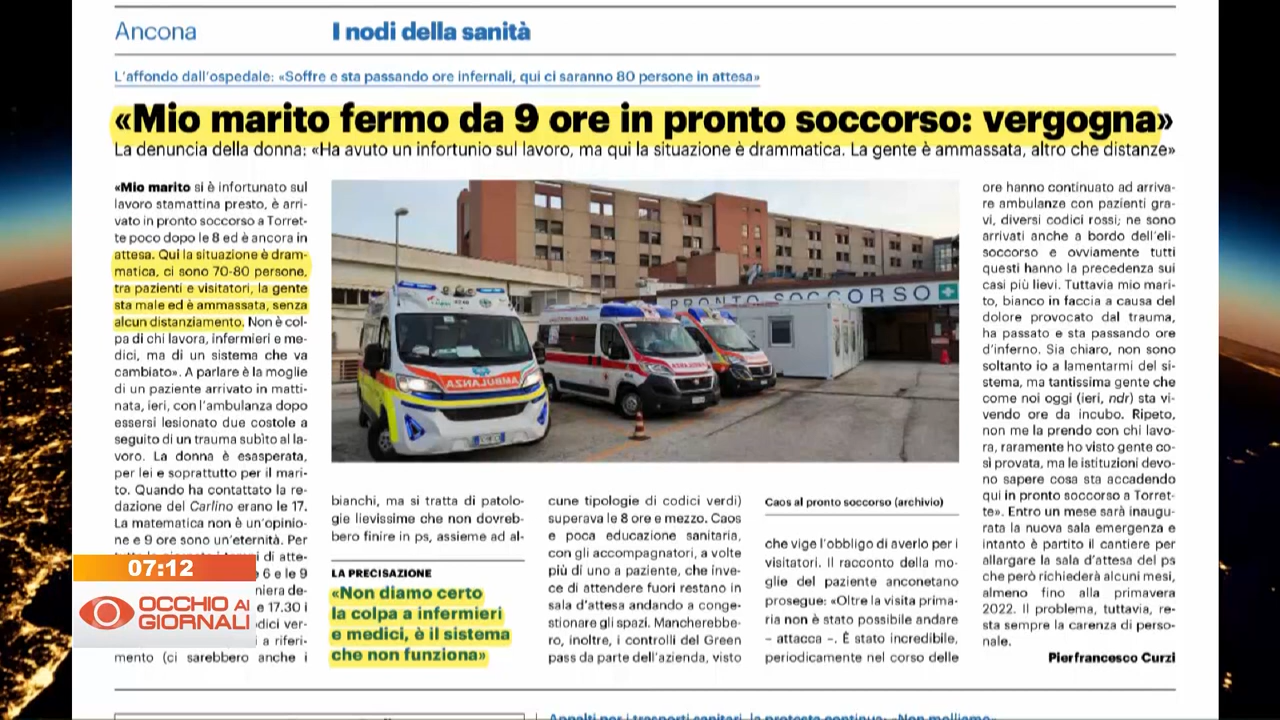 Ancona
I nodi della sanità
L'affondo dall'ospedale: «Soffre e sta passando ore infernali, qui ci saranno 80 persone in attesa»
«Mio marito fermo da 9 ore in pronto soccorso: vergogna»
La denuncia della donna: «Ha avuto un infortunio sul lavoro, ma qui la situazione è drammatica. La gente è ammassata, altro che distanze»
«Mio marito si è infortunato sul
lavoro stamattina presto, è arri-
vato in pronto soccorso a Torret-
te poco dopo le 8 ed è ancora in
attesa. Qui la situazione è dram-
matica, ci sono 70-80 persone,
tra pazienti e visitatori, la gente
sta male ed è ammassata, senza
alcun distanziamento. Non è col-
pa di chi lavora, infermieri e me-
dici, ma di un sistema che va
cambiato». A parlare è la moglie
di un paziente arrivato in matti-
nata, ieri, con l'ambulanza dopo
essersi lesionato due costole a
seguito di un trauma subìto al la-
voro. La donna è esasperata,
per lei e soprattutto per il mari-
to. Quando ha contattato la re-
dazione del Carlino erano le 17.
La matematica non è un'opinio-
ne e 9 ore sono un'eternità. Per
di atte-
6 e le 9
niera de-
e 17.30 i
dici ver-
a riferi-
mento (ci sarebbero anche i
bianchi, ma si tratta di patolo-
gie lievissime che non dovreb-
bero finire in ps, assieme ad al-
LA PRECISAZIONE
«Non diamo certo
la colpa a infermieri
e medici, è il sistema
che non funziona»
cune tipologie di codici verdi)
superava le 8 ore e mezzo. Caos
e poca educazione sanitaria,
con gli accompagnatori, a volte
più di uno a paziente, che inve-
ce di attendere fuori restano in
sala d'attesa andando a conge-
stionare gli spazi. Mancherebbe-
ro, inoltre, i controlli del Green
pass da parte dell'azienda, visto
PRONTO SOCCORSO
AMBULANZA
Caos al pronto soccorso (archivio)
che vige l'obbligo di averlo per i
visitatori. Il racconto della mo-
glie del paziente anconetano
prosegue: «Oltre la visita prima-
ria non è stato possibile andare
– attacca –. È stato incredibile,
periodicamente nel corso delle
ore hanno continuato ad arriva-
re ambulanze con pazienti gra-
vi, diversi codici rossi; ne sono
arrivati anche a bordo dell'eli-
soccorso e ovviamente tutti
questi hanno la precedenza sui
casi più lievi. Tuttavia mio mari-
to, bianco in faccia a causa del
dolore provocato dal trauma,
ha passato e sta passando ore
d'inferno. Sia chiaro, non sono
soltanto io a lamentarmi del si-
stema, ma tantissima gente che
come noi oggi (ieri, ndr) sta vi-
vendo ore da incubo. Ripeto,
non me la prendo con chi lavo-
ra, raramente ho visto gente co-
sì provata, ma le istituzioni devo-
no sapere cosa sta accadendo
qui in pronto soccorso a Torret-
te». Entro un mese sarà inaugu-
rata la nuova sala emergenza e
intanto è partito il cantiere per
allargare la sala d'attesa del ps
che però richiederà alcuni mesi,
almeno fino alla primavera
2022. Il problema, tuttavia, re-
sta sempre la carenza di perso-
nale.
Pierfrancesco Curzi
07:12
OCCHIO AI
GIORNALI
Appalti per i trasporti sanitari, la protesta continua: «Non molliamo»